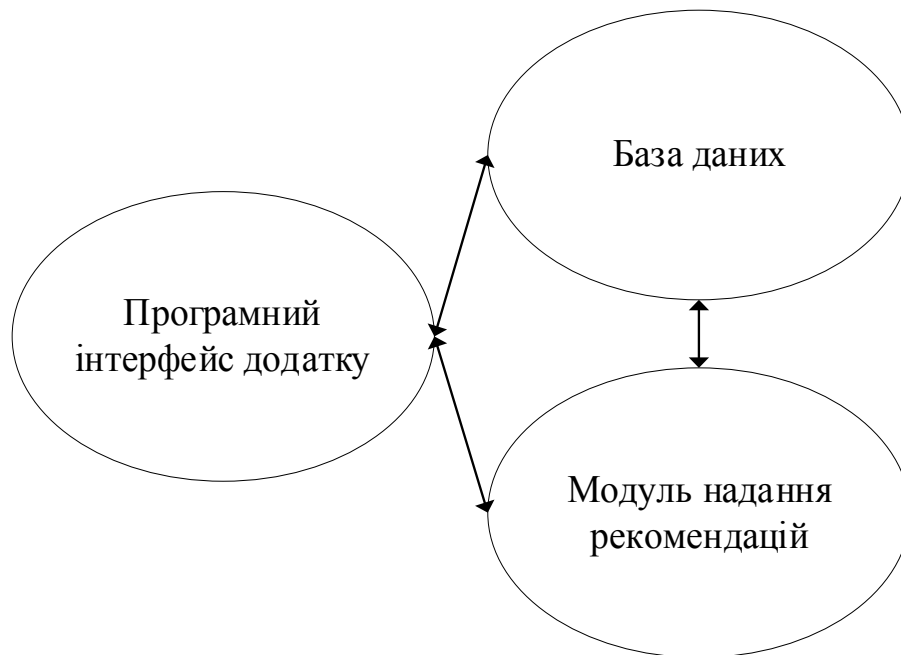 База даних
Програмний
інтерфейс додатку
Модуль надання
рекомендацій